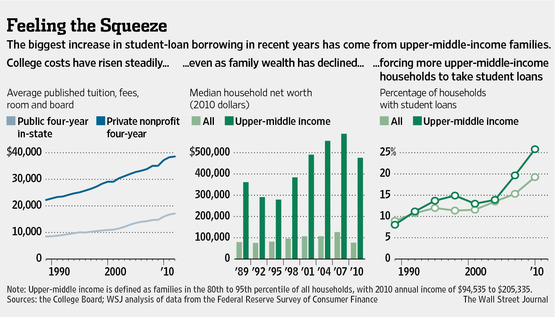 Feeling the Squeeze
The biggest increase in student-loan borrowing in recent years has come from upper-middle-income families.
College costs have risen steadily...
Average published tuition, fees,
room and board
Public four-year
in-state
Private nonprofit
four-year
$40,000
30,000
20,000
10,000
0
1990
2000
'10
...even as family wealth has declined...
Median household net worth
(2010 dollars)
All
Upper-middle income
$500,000
400,000
300,000
200,000
100,000
0
'89 '92 '95 '98 '01 '04 '07 '10
...forcing more upper-middle-income
households to take student loans
Percentage of households
with student loans
All
Upper-middle income
25%
20
15
10
5
0
1990
2000
'10
Note: Upper-middle income is defined as families in the 80th to 95th percentile of all households, with 2010 annual income of $94,535 to $205,335.
Sources: the College Board; WSJ analysis of data from the Federal Reserve Survey of Consumer Finance
The Wall Street Journal